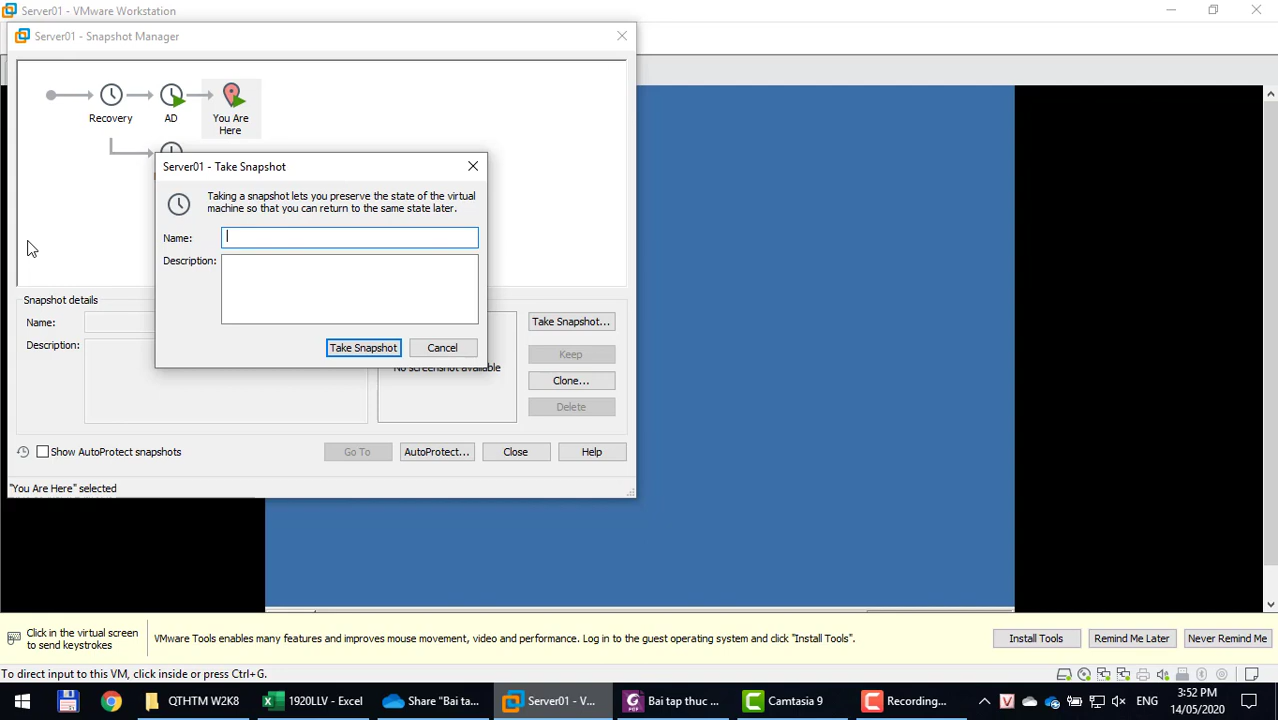 Server01 - VMware Workstation
Server01 - Snapshot Manager
Recovery
AD
You Are
Here
Server01 - Take Snapshot
Taking a snapshot lets you preserve the state of the virtual
machine so that you can return to the same state later.
Name:
Description:
Take Snapshot
Cancel
Snapshot details
Name:
Description:
No screenshot available
Take Snapshot...
Keep
Clone...
Delete
Show AutoProtect snapshots
Go To
AutoProtect...
Close
Help
"You Are Here" selected
Click in the virtual screen
to send keystrokes
VMware Tools enables many features and improves mouse movement, video and performance. Log in to the guest operating system and click "Install Tools".
Install Tools
Remind Me Later
Never Remind Me
To direct input to this VM, click inside or press Ctrl+G.
QTHTM W2K8
1920LLV - Excel
Share "Bai ta...
Server01 - V...
Bai tap thuc ...
Camtasia 9
Recording...
ENG
3:52 PM
14/05/2020